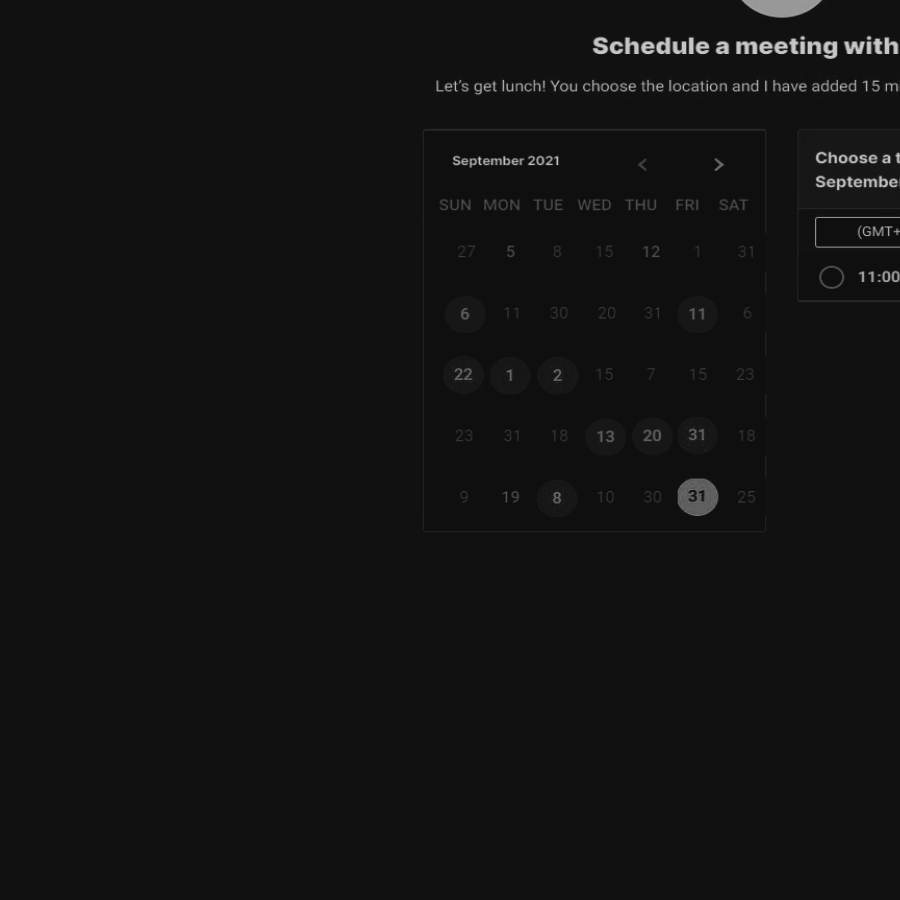 Schedule a meeting with
Let's get lunch! You choose the location and I have added 15 m
September 2021
SUN MON TUE WED THU FRI SAT
27 5 8 15 12 1 31
6 11 30 20 31 11 6
22 1 2 15 7 15 23
23 31 18 13 20 31 18
9 19 8 10 30 31 25
Choose a t
September
(GMT+
11:00